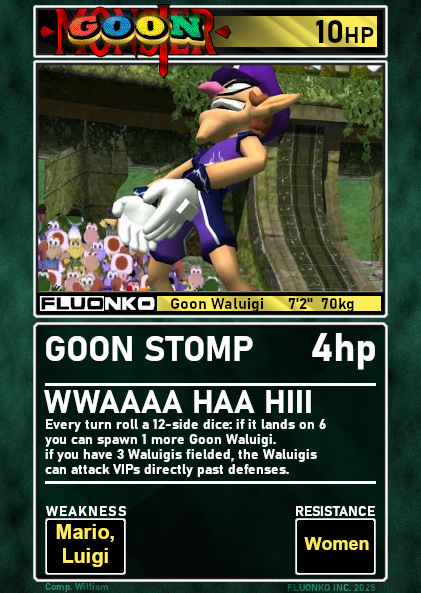 GOON
MONSTER
10HP
FLUONKO
Goon Waluigi 7'2" 70kg
GOON STOMP 4hp
WWAAAA HAA HIII
Every turn roll a 12-side dice: if it lands on 6
you can spawn 1 more Goon Waluigi.
if you have 3 Waluigis fielded, the Waluigis
can attack VIPs directly past defenses.
WEAKNESS
Mario,
Luigi
RESISTANCE
Women
Comp. William
FLUONKO INC. 2025